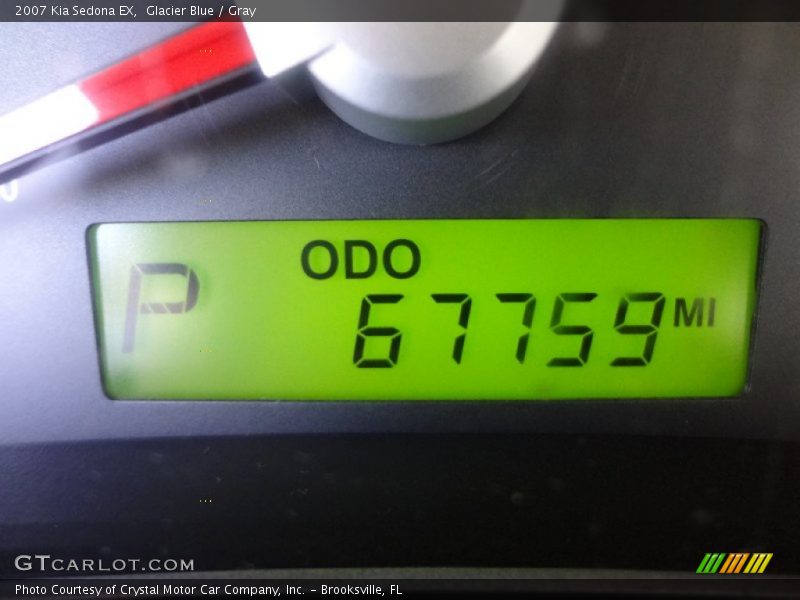 2007 Kia Sedona EX,  Glacier Blue / Gray
0
ODO
P
67759 MI
GTCARLOT.COM
Photo Courtesy of Crystal Motor Car Company, Inc. – Brooksville, FL